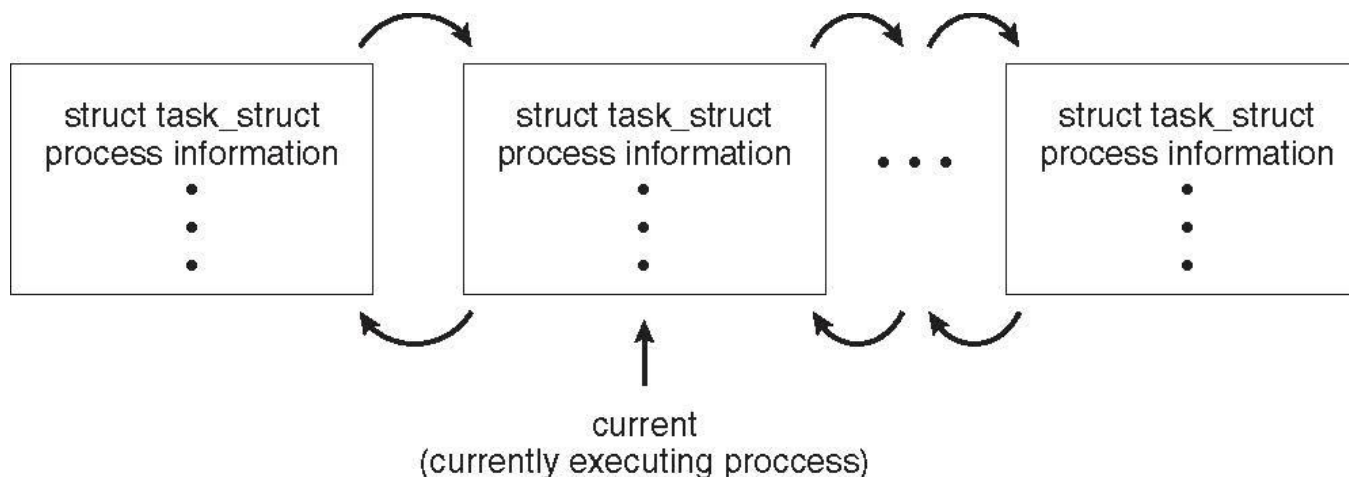 struct task_struct
process information
struct task_struct
process information
struct task_struct
process information
current
(currently executing proccess)